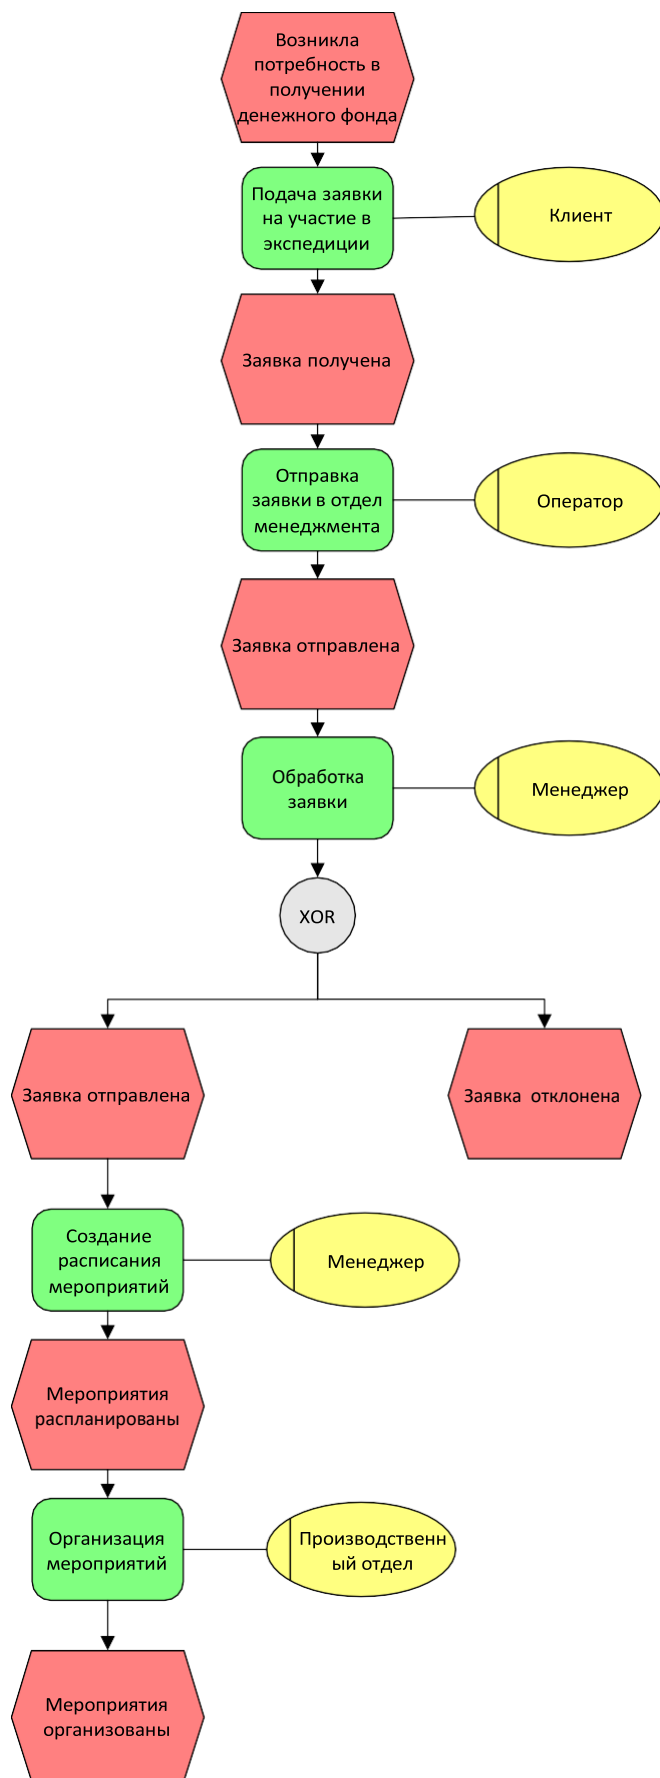 Возникла
потребность в
получении
денежного фонда
Подача заявки
на участие в
экспедиции
Клиент
Заявка получена
Отправка
заявки в отдел
менеджмента
Оператор
Заявка отправлена
Обработка
заявки
Менеджер
XOR
Заявка отправлена
Заявка отклонена
Создание
расписания
мероприятий
Менеджер
Мероприятия
распланированы
Организация
мероприятий
Производственн
ый отдел
Мероприятия
организованы